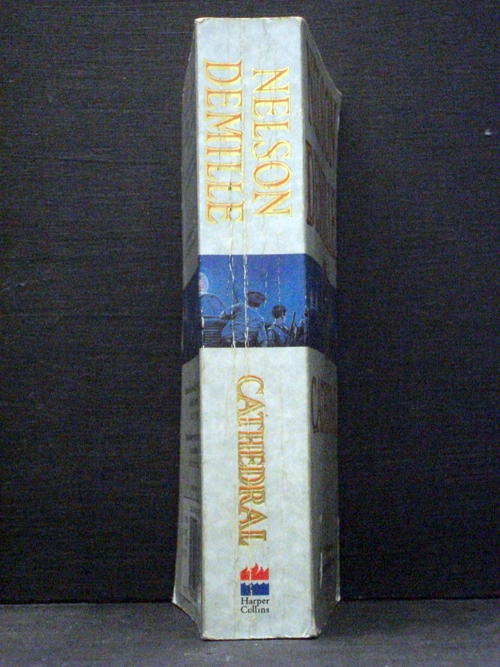 NELSON
DEMILLE
CATHEDRAL
Harper
Collins